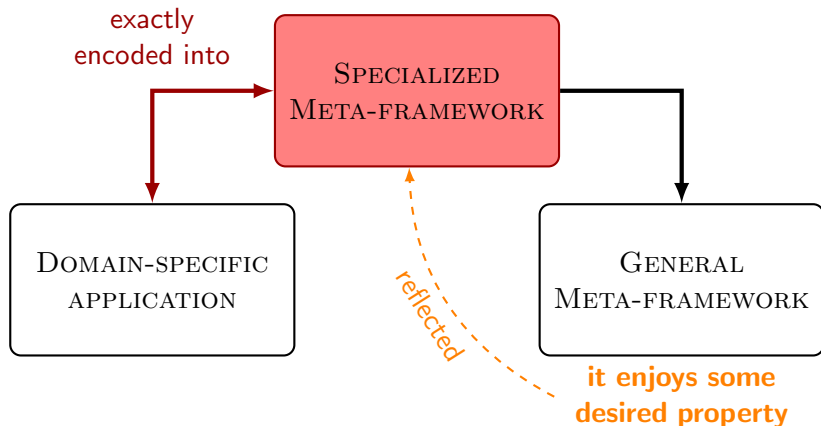 exactly
encoded into
SPECIALIZED
META-FRAMEWORK
DOMAIN-SPECIFIC
APPLICATION
GENERAL
META-FRAMEWORK
reflected
it enjoys some
desired property